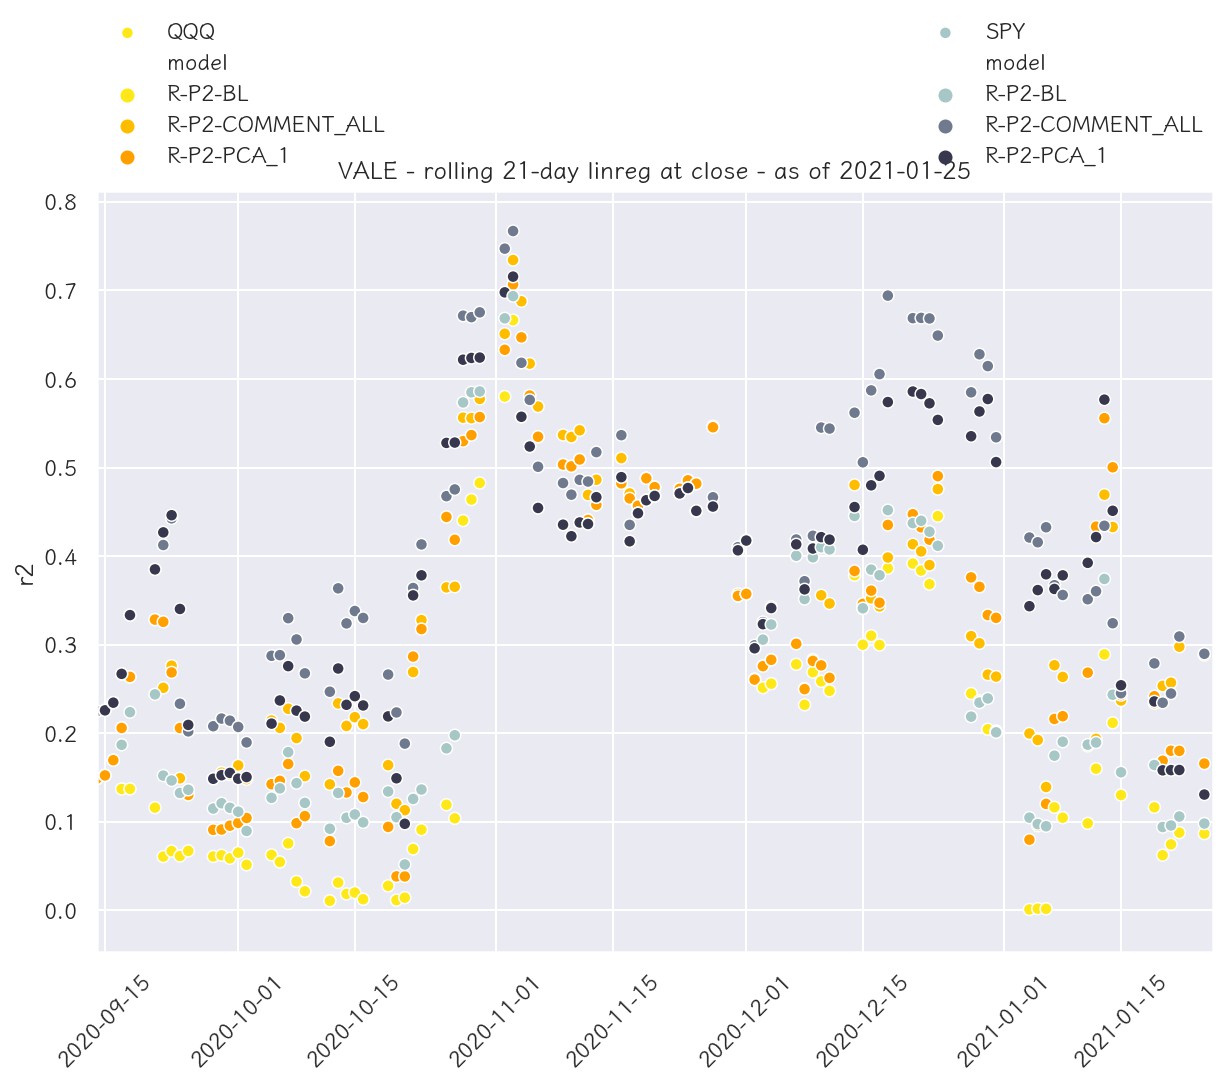 QQQ
model
R-P2-BL
R-P2-COMMENT_ALL
R-P2-PCA_1
SPY
model
R-P2-BL
R-P2-COMMENT_ALL
R-P2-PCA_1
VALE - rolling 21-day linreg at close - as of 2021-01-25
0.8
0.7
0.6
0.5
0.4
0.3
0.2
0.1
0.0
r2
2020-09-15
2020-10-01
2020-10-15
2020-11-01
2020-11-15
2020-12-01
2020-12-15
2021-01-01
2021-01-15